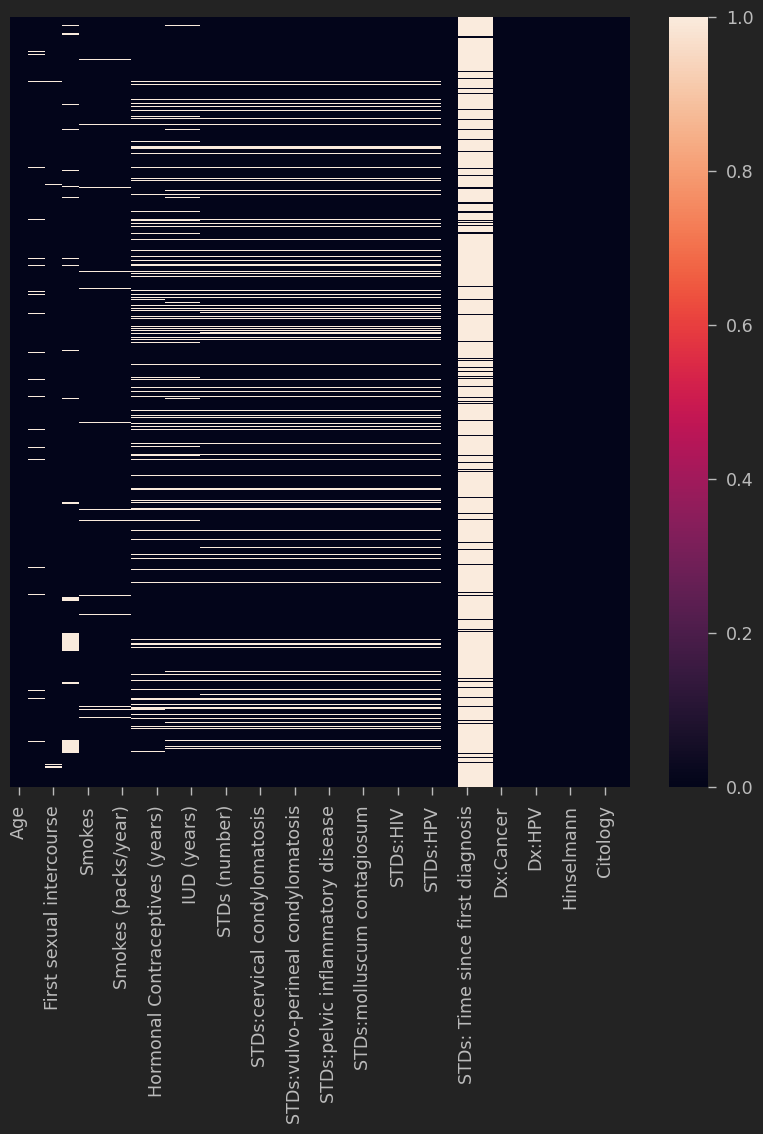 1.0
0.8
0.6
0.4
0.2
0.0
Age
First sexual intercourse
Smokes
Smokes (packs/year)
Hormonal Contraceptives (years)
IUD (years)
STDs (number)
STDs:cervical condylomatosis
STDs:vulvo-perineal condylomatosis
STDs:pelvic inflammatory disease
STDs:molluscum contagiosum
STDs:HIV
STDs:HPV
STDs: Time since first diagnosis
Dx:Cancer
Dx:HPV
Hinselmann
Citology